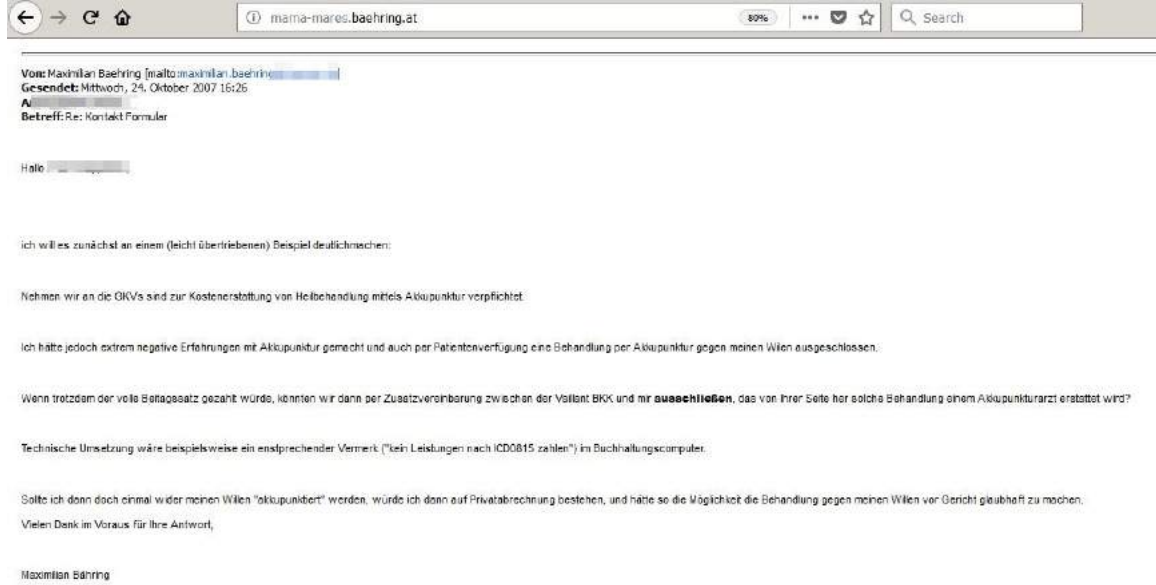 mama-mares.baehring.at
80%
Search
Von: Maximilian Baehring [mailto:maximilian.baehring
Gesendet: Mittwoch, 24. Oktober 2007 16:26
Betreff: Re: Kontakt Formular
Hallo
ich will es zunächst an einem (leicht übertriebenen) Beispiel deutlichmachen:
Nehmen wir an die GKVs sind zur Kostenerstattung von Heilbehandlung mittels Akkupunktur verpflichtet.
Ich hätte jedoch extrem negative Erfahrungen mit Akkupunktur gemacht und auch per Patientenverfügung eine Behandlung per Akkupunktur gegen meinen Wilen ausgeschlossen.
Wenn trotzdem der volle Beitagssatz gezahlt würde, könnten wir dann per Zusatzvereinbarung zwischen der Vaillant BKK und mir ausschließen, das von Ihrer Seite her solche Behandlung einem Akkupunkturarzt erstattet wird?
Technische Umsetzung wäre beispielsweise ein enstprechender Vermerk ("kein Leistungen nach ICD0815 zahlen") im Buchhaltungscomputer.
Sollte ich dann doch einmal wider meinen Willen "akkupunktiert" werden, würde ich dann auf Privatabrechnung bestehen, und hätte so die Möglichkeit die Behandlung gegen meinen Willen vor Gericht glaubhaft zu machen.
Vielen Dank im Voraus für Ihre Antwort,
Maximilian Bähring